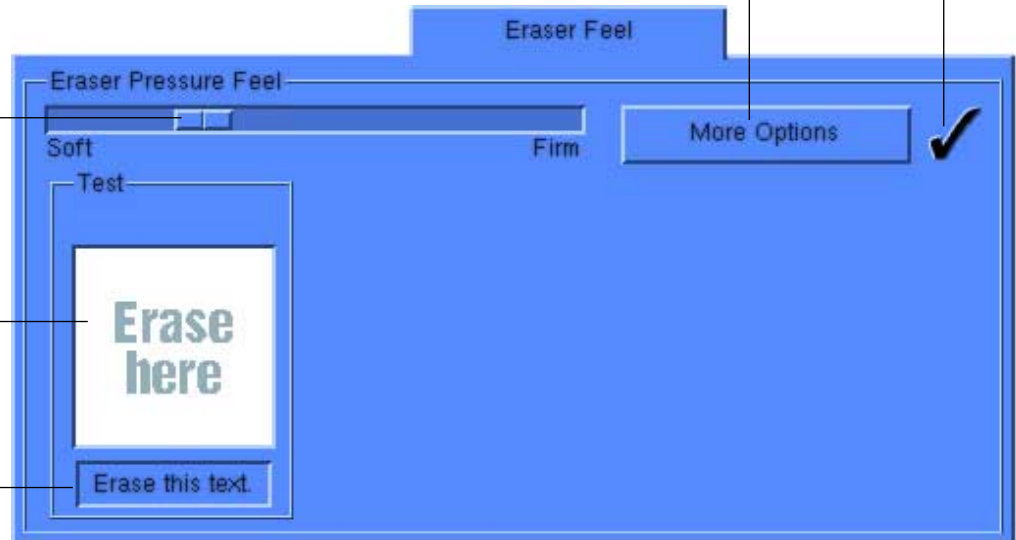 Eraser Feel
Eraser Pressure Feel
Soft
Firm
More Options
Test
Erase
here
Erase this text.